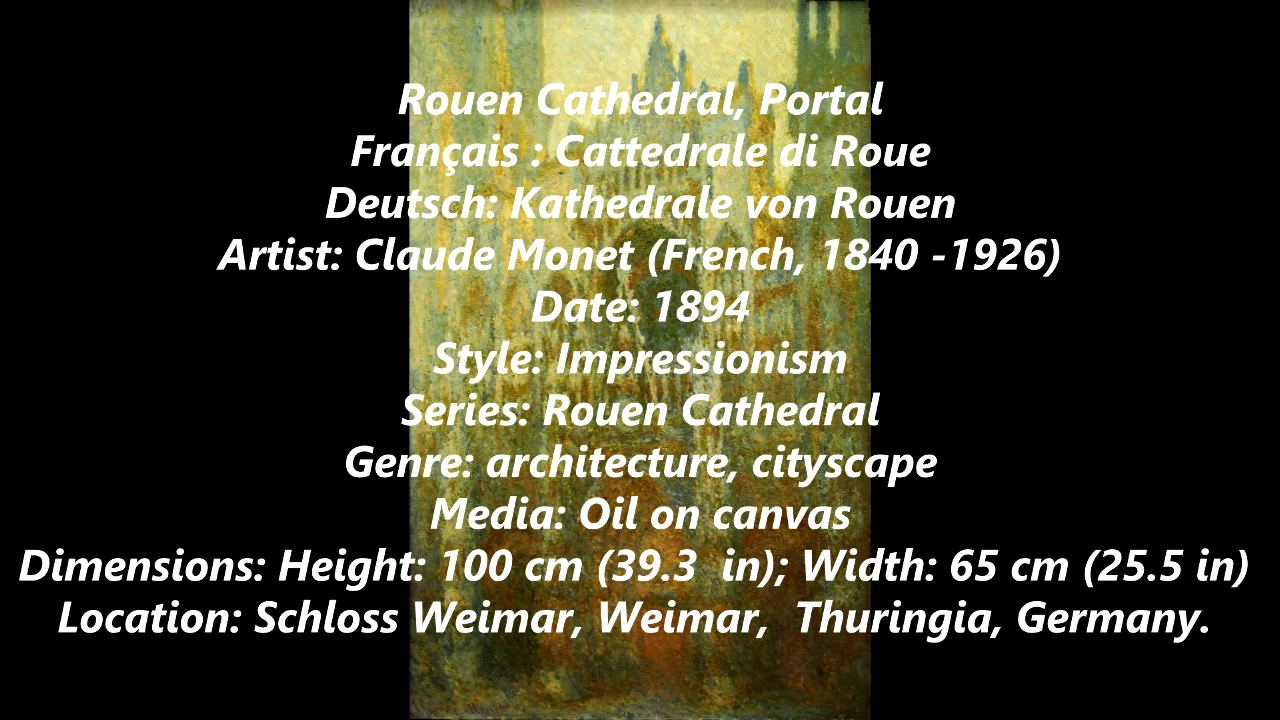 Rouen Cathedral, Portal
Français : Cattedrale di Roue
Deutsch: Kathedrale von Rouen
Artist: Claude Monet (French, 1840 -1926)
Date: 1894
Style: Impressionism
Series: Rouen Cathedral
Genre: architecture, cityscape
Media: Oil on canvas
Dimensions: Height: 100 cm (39.3  in); Width: 65 cm (25.5 in)
Location: Schloss Weimar, Weimar,  Thuringia, Germany.